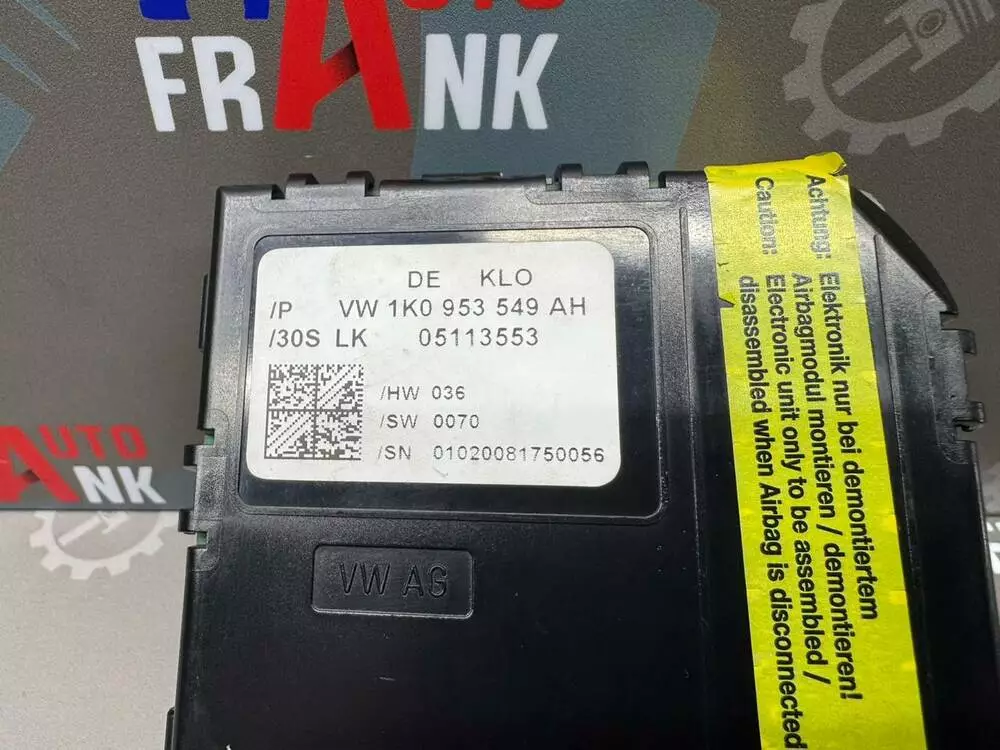 AUTO
FRANK
DE KLO
/P VW 1K0 953 549 AH
/30S LK 05113553
/HW 036
/SW 0070
/SN 01020081750056
VW AG
Achtung: Elektronik nur bei demontiertem
Airbagmodul montieren / demontieren!
Caution: Electronic unit only to be assembled /
disassembled when Airbag is disconnected
AUTO
ANK